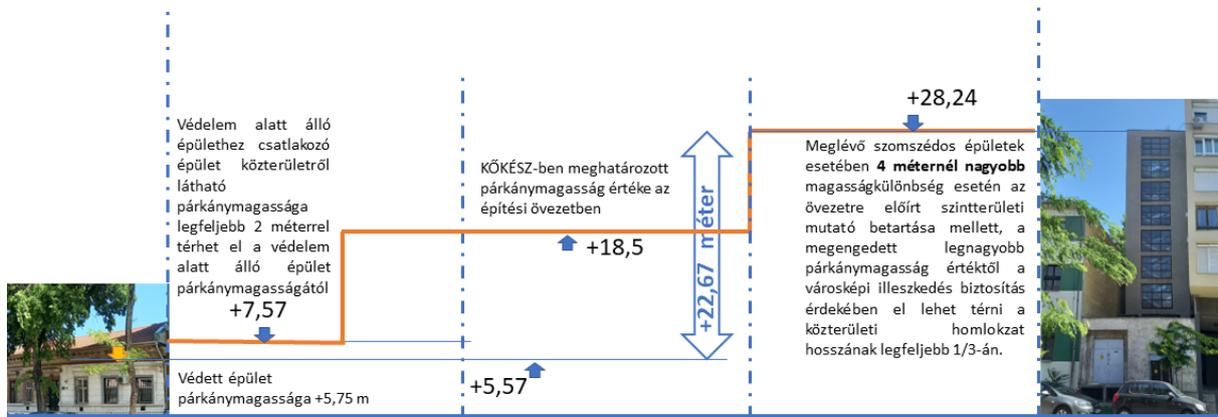 Védelem alatt álló
épülethez csatlakozó
épület közterületről
látható
párkánymagassága
legfeljebb 2 méterrel
térhet el a védelem
alatt álló épület
párkánymagasságától
+7,57
Védett épület
párkánymagassága +5,75 m
KŐKÉSZ-ben meghatározott
párkánymagasság értéke az
építési övezetben
+18,5
+5,57
+22,67 méter
+28,24
Meglévő szomszédos épületek
esetében 4 méternél nagyobb
magasságkülönbség esetén az
övezetre előírt szintterületi
mutató betartása mellett, a
megengedett legnagyobb
párkánymagasság értéktől a
városképi illeszkedés biztosítás
érdekében el lehet térni a
közterületi homlokzat
hosszának legfeljebb 1/3-án.